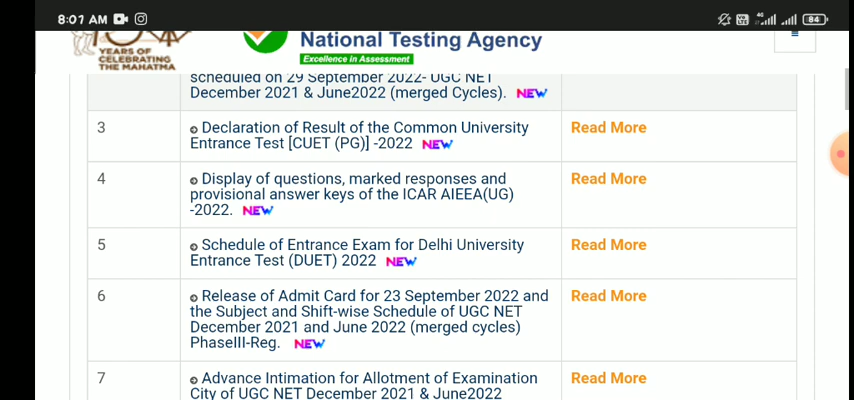 8:07 AM
84
YEARS OF
CELEBRATING
THE MAHATMA
National Testing Agency
Excellence in Assessment
scheduled on 29 September 2022- UGC NET
December 2021 & June2022 (merged Cycles). NEW
3 Declaration of Result of the Common University Read More
Entrance Test [CUET (PG)] -2022 NEW
4 Display of questions, marked responses and Read More
provisional answer keys of the ICAR AIEEA(UG)
-2022. NEW
5 Schedule of Entrance Exam for Delhi University Read More
Entrance Test (DUET) 2022 NEW
6 Release of Admit Card for 23 September 2022 and Read More
the Subject and Shift-wise Schedule of UGC NET
December 2021 and June 2022 (merged cycles)
PhaseIII-Reg. NEW
7 Advance Intimation for Allotment of Examination Read More
City of UGC NET December 2021 & June2022